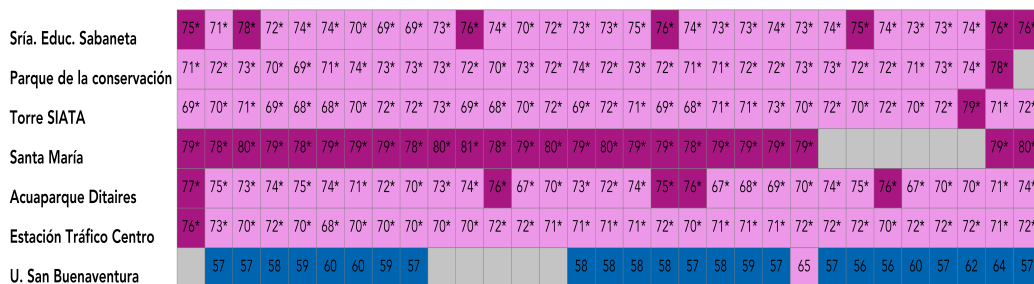 Sría. Educ. Sabaneta 75* 71* 78* 72* 74* 74* 70* 69* 69* 73* 76* 74* 70* 72* 73* 73* 75* 76* 74* 73* 73* 74* 73* 74* 75* 74* 73* 73* 74* 76* 76*
Parque de la conservación 71* 72* 73* 70* 69* 71* 74* 73* 73* 73* 72* 70* 73* 72* 74* 72* 73* 72* 71* 71* 72* 72* 73* 73* 72* 72* 71* 73* 74* 78*
Torre SIATA 69* 70* 71* 69* 68* 68* 70* 72* 72* 73* 69* 68* 70* 72* 69* 72* 71* 69* 68* 71* 71* 73* 70* 72* 70* 72* 70* 72* 79* 71* 72*
Santa María 79* 78* 80* 79* 78* 79* 79* 79* 78* 80* 81* 78* 79* 80* 79* 80* 79* 79* 78* 79* 79* 79* 79* 79* 80*
Acuaparque Ditaires 77* 75* 73* 74* 75* 74* 71* 72* 70* 73* 74* 76* 67* 70* 73* 72* 74* 75* 76* 67* 68* 69* 70* 74* 75* 76* 67* 70* 70* 71* 74*
Estación Tráfico Centro 76* 73* 70* 72* 70* 68* 70* 70* 70* 70* 70* 72* 72* 71* 71* 71* 71* 72* 70* 71* 71* 71* 72* 72* 72* 70* 72* 72* 72* 71* 72*
U. San Buenaventura 57 57 58 59 60 60 59 57 58 58 58 58 57 58 59 57 65 57 56 56 60 57 62 64 57